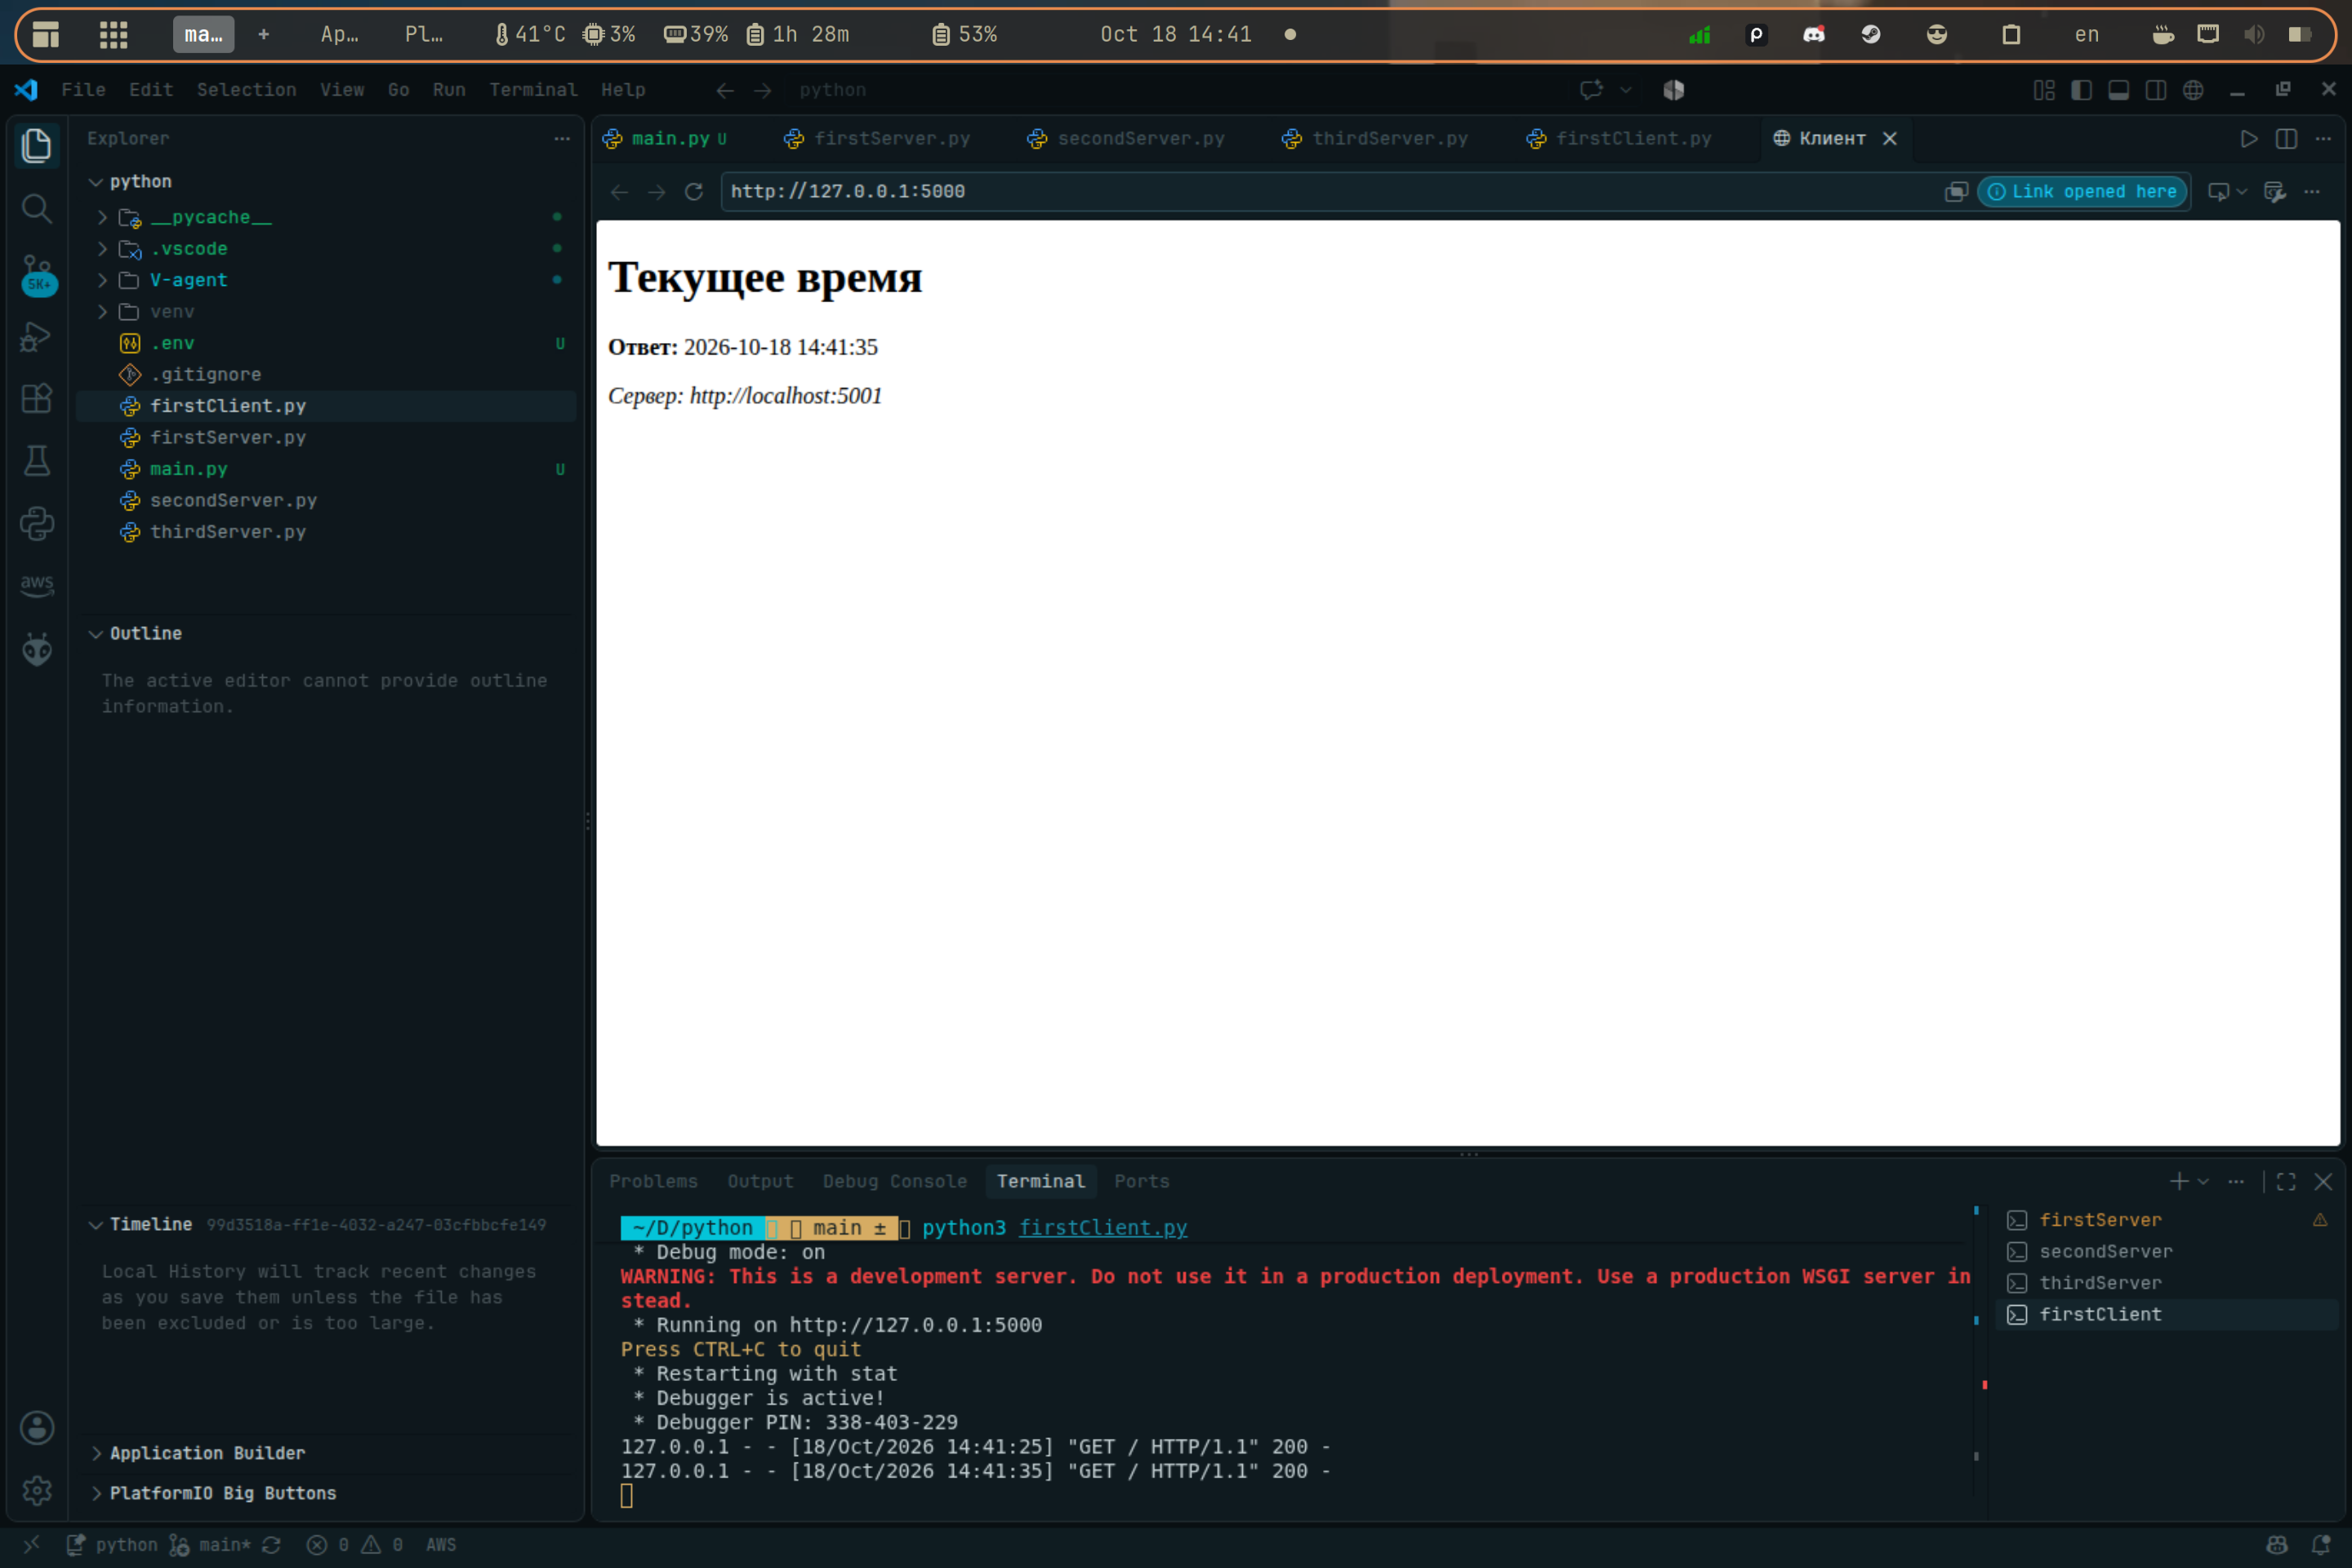 ma… + Ap… Pl… 41°C 3% 39% 1h 28m 53% Oct 18 14:41 en
File Edit Selection View Go Run Terminal Help python
Explorer
python
__pycache__
.vscode
V-agent
venv
.env U
.gitignore
firstClient.py
firstServer.py
main.py U
secondServer.py
thirdServer.py
5K+
aws
Outline
The active editor cannot provide outline
information.
Timeline 99d3518a-ff1e-4032-a247-03cfbbcfe149
Local History will track recent changes
as you save them unless the file has
been excluded or is too large.
Application Builder
PlatformIO Big Buttons
main.py U firstServer.py secondServer.py thirdServer.py firstClient.py Клиент
http://127.0.0.1:5000 Link opened here
Текущее время
Ответ: 2026-10-18 14:41:35
Сервер: http://localhost:5001
Problems Output Debug Console Terminal Ports
~/D/python main ± python3 firstClient.py
* Debug mode: on
WARNING: This is a development server. Do not use it in a production deployment. Use a production WSGI server in
stead.
* Running on http://127.0.0.1:5000
Press CTRL+C to quit
* Restarting with stat
* Debugger is active!
* Debugger PIN: 338-403-229
127.0.0.1 - - [18/Oct/2026 14:41:25] "GET / HTTP/1.1" 200 -
127.0.0.1 - - [18/Oct/2026 14:41:35] "GET / HTTP/1.1" 200 -
firstServer
secondServer
thirdServer
firstClient
python main* 0 0 AWS